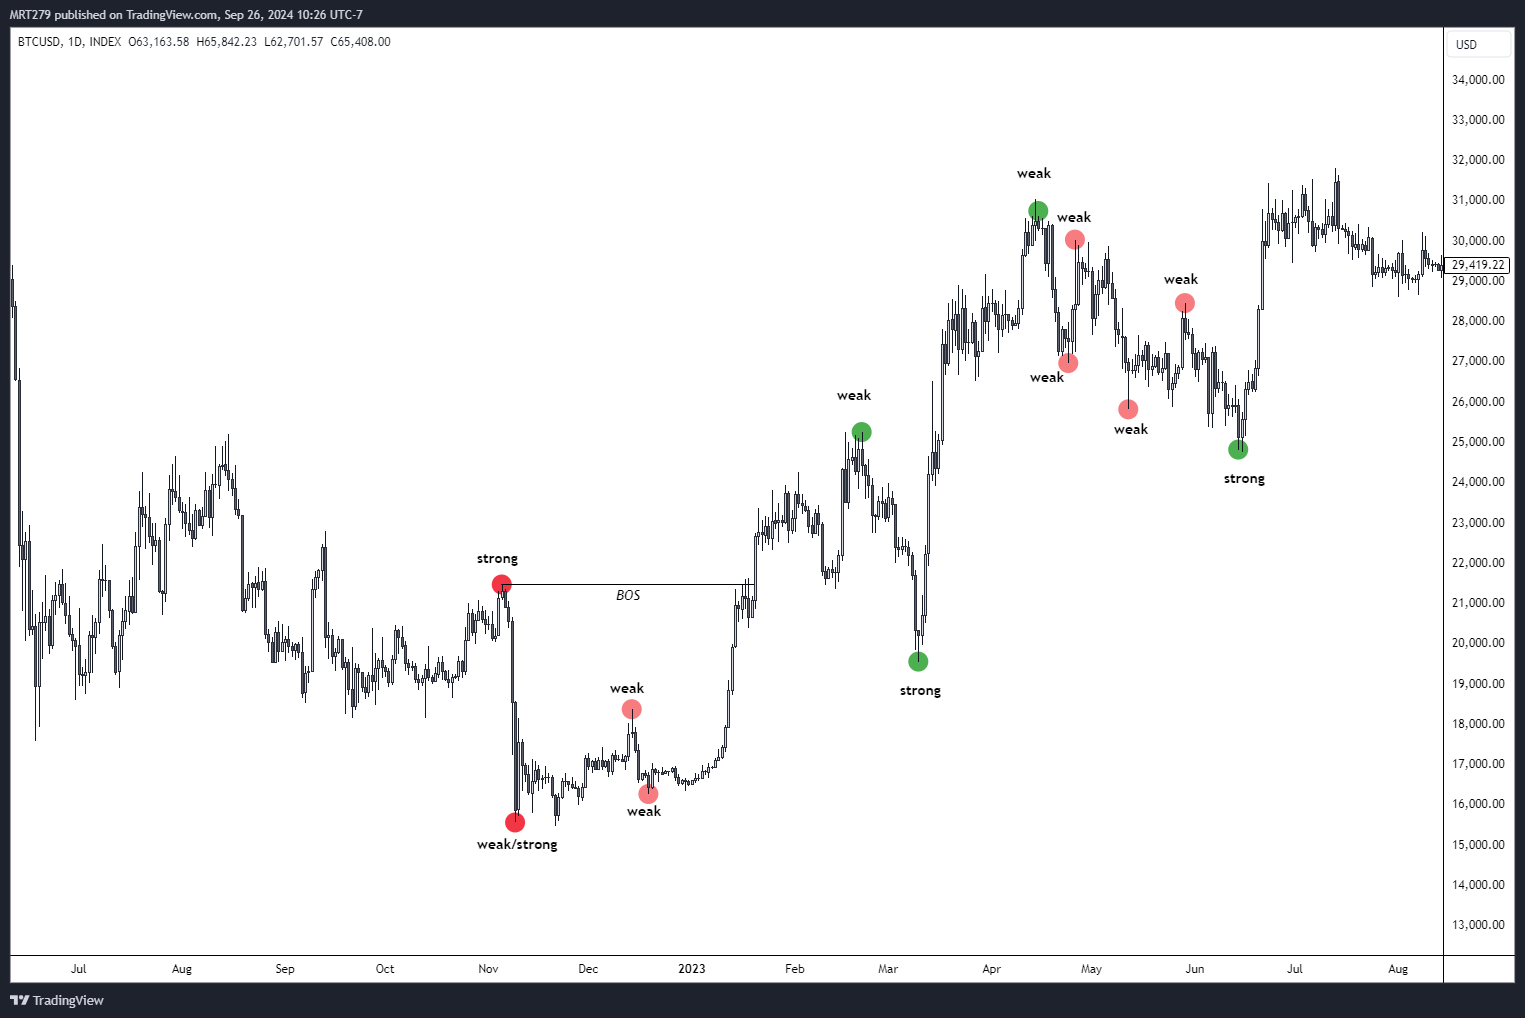 MRT279 published on TradingView.com, Sep 26, 2024 10:26 UTC-7
BTCUSD, 1D, INDEX O63,163.58 H65,842.23 L62,701.57 C65,408.00
USD
34,000.00
33,000.00
32,000.00
31,000.00
30,000.00
29,419.22
29,000.00
28,000.00
27,000.00
26,000.00
25,000.00
24,000.00
23,000.00
22,000.00
21,000.00
20,000.00
19,000.00
18,000.00
17,000.00
16,000.00
15,000.00
14,000.00
13,000.00
weak
weak
weak
weak
weak
weak
strong
strong
BOS
strong
weak
weak
weak/strong
Jul Aug Sep Oct Nov Dec 2023 Feb Mar Apr May Jun Jul Aug
TradingView